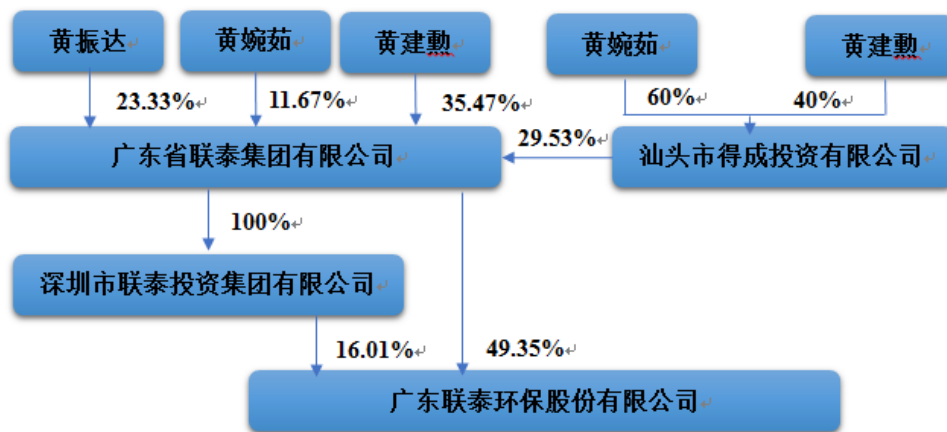 黄振达
黄婉茹
黄建勲
黄婉茹
黄建勲
23.33%
11.67%
35.47%
60%
40%
广东省联泰集团有限公司
29.53%
汕头市得成投资有限公司
100%
深圳市联泰投资集团有限公司
16.01%
49.35%
广东联泰环保股份有限公司